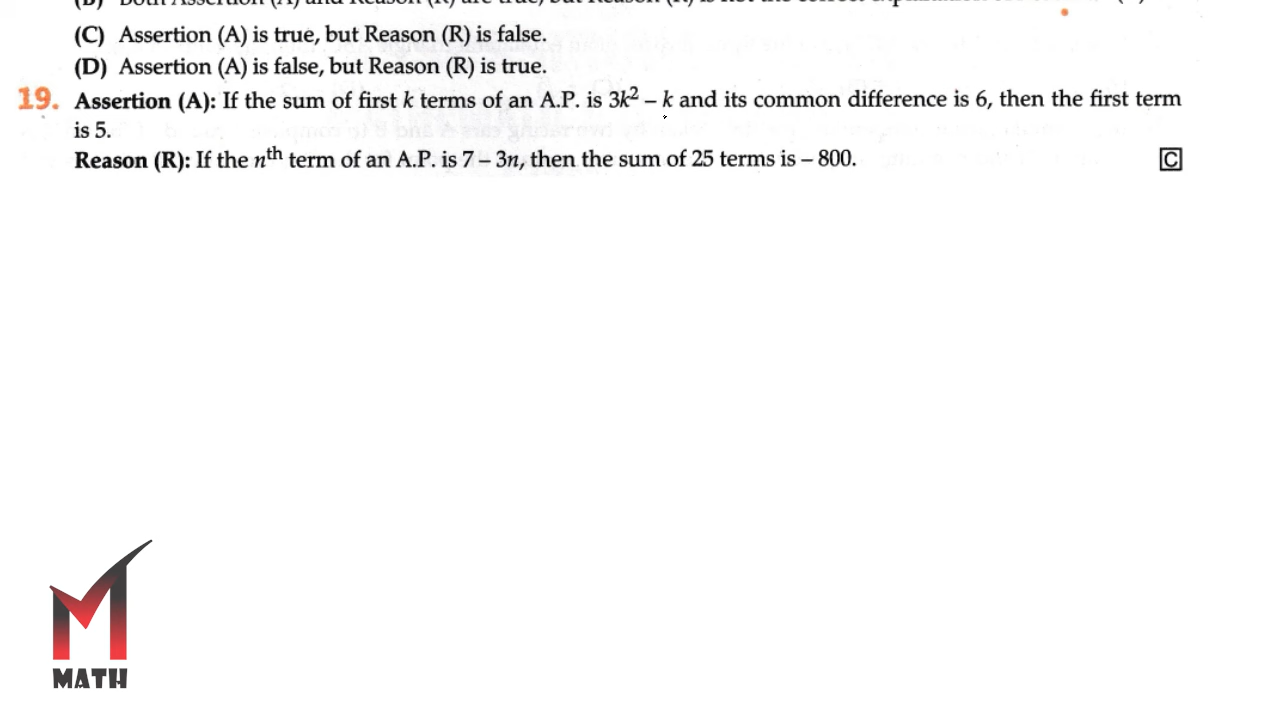 (C) Assertion (A) is true, but Reason (R) is false.
(D) Assertion (A) is false, but Reason (R) is true.
19. Assertion (A): If the sum of first k terms of an A.P. is 3k² – k and its common difference is 6, then the first term
is 5.
Reason (R): If the nᵗʰ term of an A.P. is 7 – 3n, then the sum of 25 terms is – 800. C
MATH